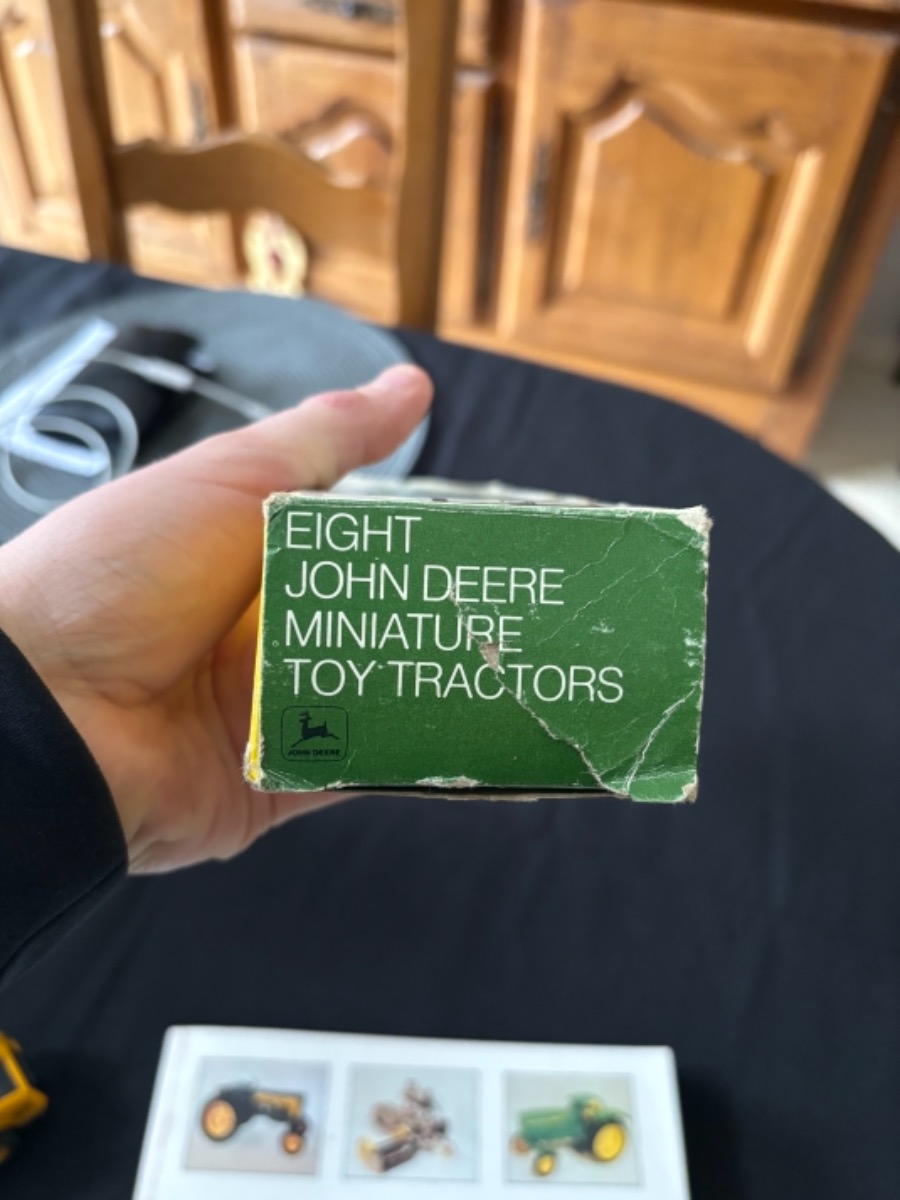 EIGHT
JOHN DEERE
MINIATURE
TOY TRACTORS
JOHN DEERE